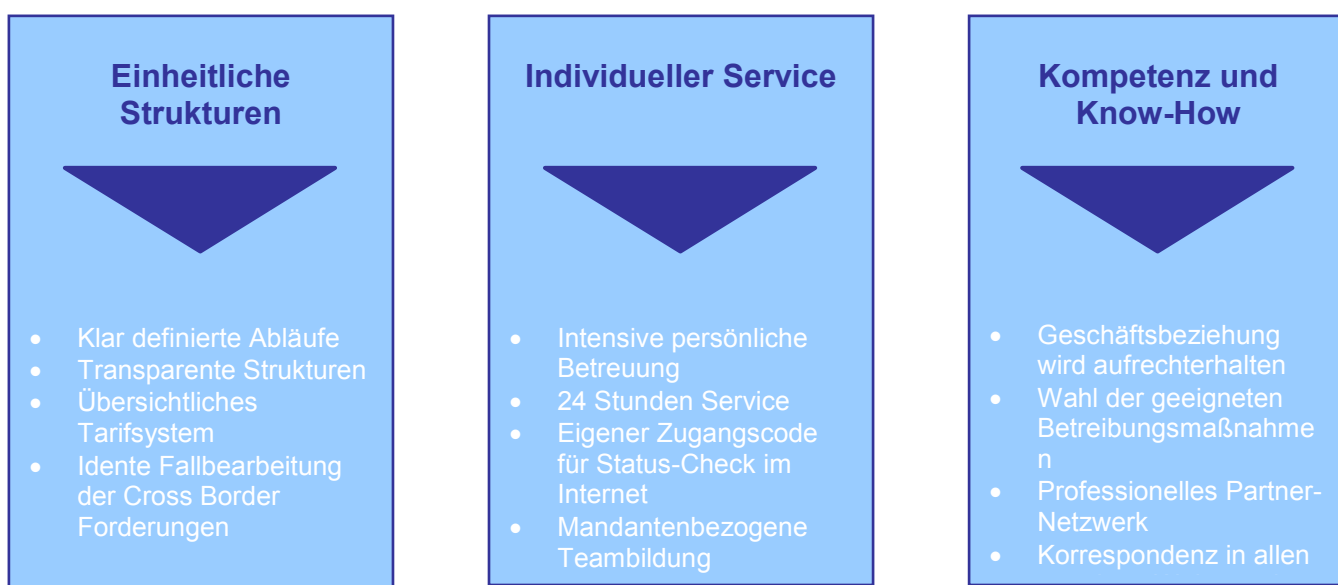 Einheitliche
Strukturen
• Klar definierte Abläufe
• Transparente Strukturen
• Übersichtliches
Tarifsystem
• Idente Fallbearbeitung
der Cross Border
Forderungen
Individueller Service
• Intensive persönliche
Betreuung
• 24 Stunden Service
• Eigener Zugangscode
für Status-Check im
Internet
• Mandantenbezogene
Teambildung
Kompetenz und
Know-How
• Geschäftsbeziehung
wird aufrechterhalten
• Wahl der geeigneten
Betreibungsmaßnahme
n
• Professionelles Partner-
Netzwerk
• Korrespondenz in allen